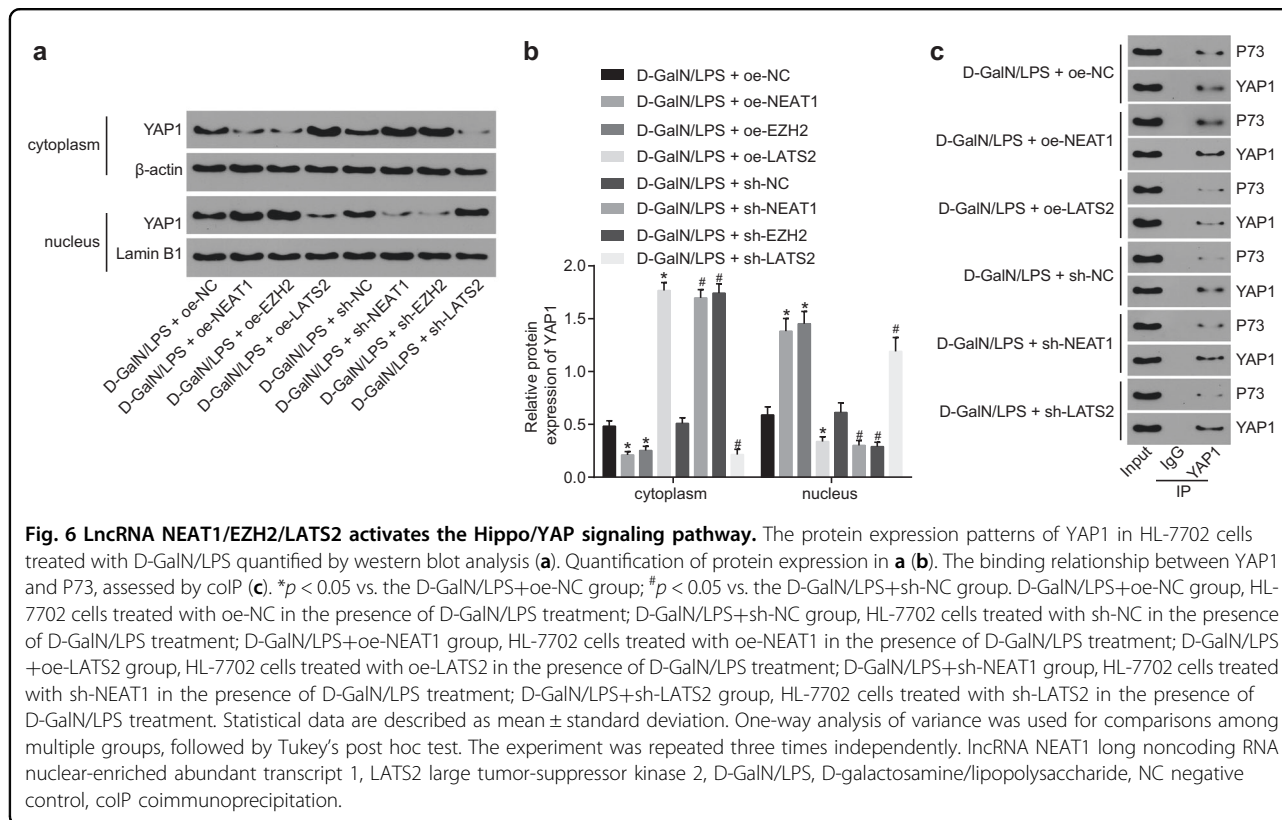 a
cytoplasm
YAP1
β-actin
nucleus
YAP1
Lamin B1
D-GalN/LPS + oe-NC
D-GalN/LPS + oe-NEAT1
D-GalN/LPS + oe-EZH2
D-GalN/LPS + oe-LATS2
D-GalN/LPS + sh-NC
D-GalN/LPS + sh-NEAT1
D-GalN/LPS + sh-EZH2
D-GalN/LPS + sh-LATS2
b
D-GalN/LPS + oe-NC
D-GalN/LPS + oe-NEAT1
D-GalN/LPS + oe-EZH2
D-GalN/LPS + oe-LATS2
D-GalN/LPS + sh-NC
D-GalN/LPS + sh-NEAT1
D-GalN/LPS + sh-EZH2
D-GalN/LPS + sh-LATS2
Relative protein
expression of YAP1
2.0
1.5
1.0
0.5
0.0
* * * # # #
* * * # # #
cytoplasm
nucleus
c
D-GalN/LPS + oe-NC
P73
YAP1
D-GalN/LPS + oe-NEAT1
P73
YAP1
D-GalN/LPS + oe-LATS2
P73
YAP1
D-GalN/LPS + sh-NC
P73
YAP1
D-GalN/LPS + sh-NEAT1
P73
YAP1
D-GalN/LPS + sh-LATS2
P73
YAP1
Input
IgG
YAP1
IP
Fig. 6 LncRNA NEAT1/EZH2/LATS2 activates the Hippo/YAP signaling pathway. The protein expression patterns of YAP1 in HL-7702 cells
treated with D-GalN/LPS quantified by western blot analysis (a). Quantification of protein expression in a (b). The binding relationship between YAP1
and P73, assessed by coIP (c). *p < 0.05 vs. the D-GalN/LPS+oe-NC group; #p < 0.05 vs. the D-GalN/LPS+sh-NC group. D-GalN/LPS+oe-NC group, HL-
7702 cells treated with oe-NC in the presence of D-GalN/LPS treatment; D-GalN/LPS+sh-NC group, HL-7702 cells treated with sh-NC in the presence
of D-GalN/LPS treatment; D-GalN/LPS+oe-NEAT1 group, HL-7702 cells treated with oe-NEAT1 in the presence of D-GalN/LPS treatment; D-GalN/LPS
+oe-LATS2 group, HL-7702 cells treated with oe-LATS2 in the presence of D-GalN/LPS treatment; D-GalN/LPS+sh-NEAT1 group, HL-7702 cells treated
with sh-NEAT1 in the presence of D-GalN/LPS treatment; D-GalN/LPS+sh-LATS2 group, HL-7702 cells treated with sh-LATS2 in the presence of
D-GalN/LPS treatment. Statistical data are described as mean ± standard deviation. One-way analysis of variance was used for comparisons among
multiple groups, followed by Tukey's post hoc test. The experiment was repeated three times independently. lncRNA NEAT1 long noncoding RNA
nuclear-enriched abundant transcript 1, LATS2 large tumor-suppressor kinase 2, D-GalN/LPS, D-galactosamine/lipopolysaccharide, NC negative
control, coIP coimmunoprecipitation.